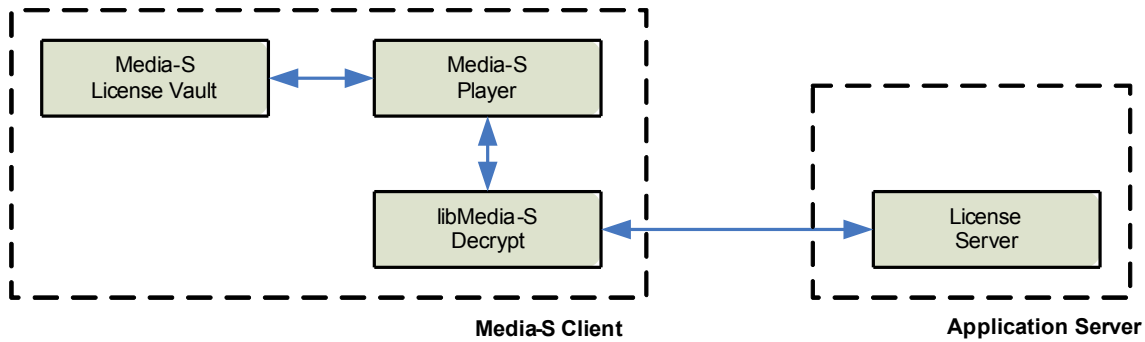 Media-S
License Vault
Media-S
Player
libMedia-S
Decrypt
License
Server
Media-S Client
Application Server